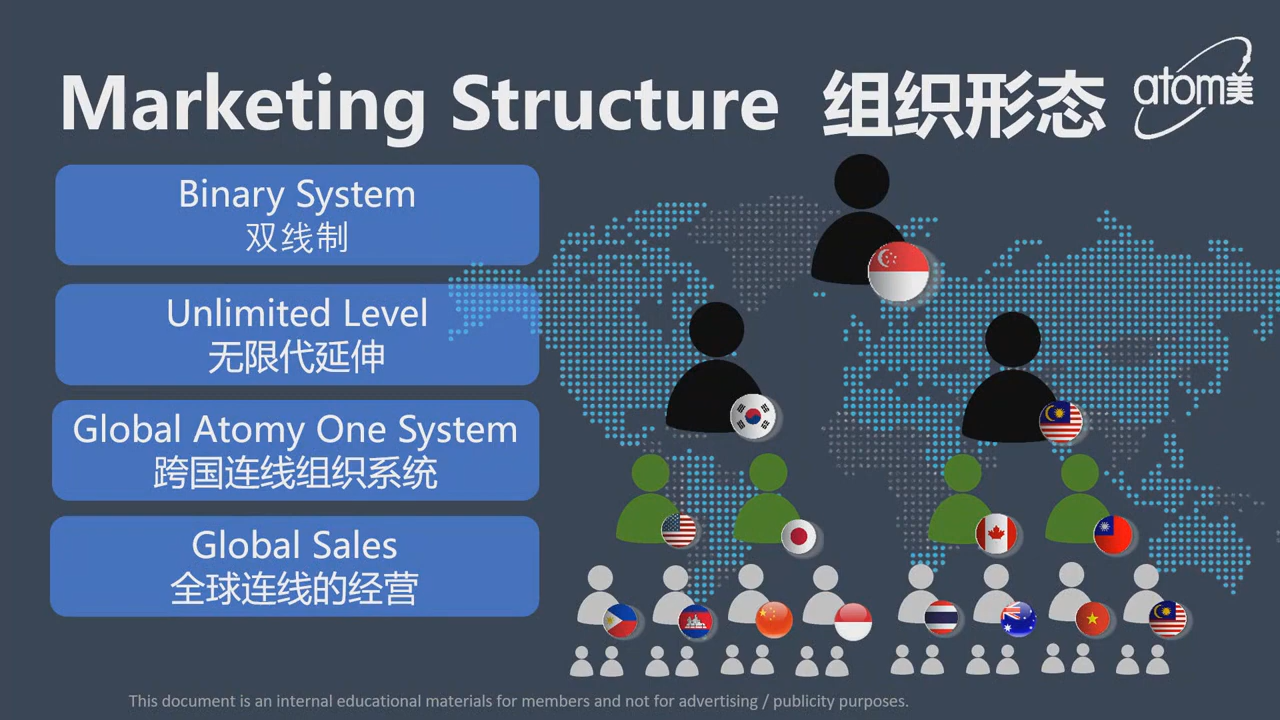 Marketing Structure 组织形态
atom美
Binary System
双线制
Unlimited Level
无限代延伸
Global Atomy One System
跨国连线组织系统
Global Sales
全球连线的经营
This document is an internal educational materials for members and not for advertising / publicity purposes.